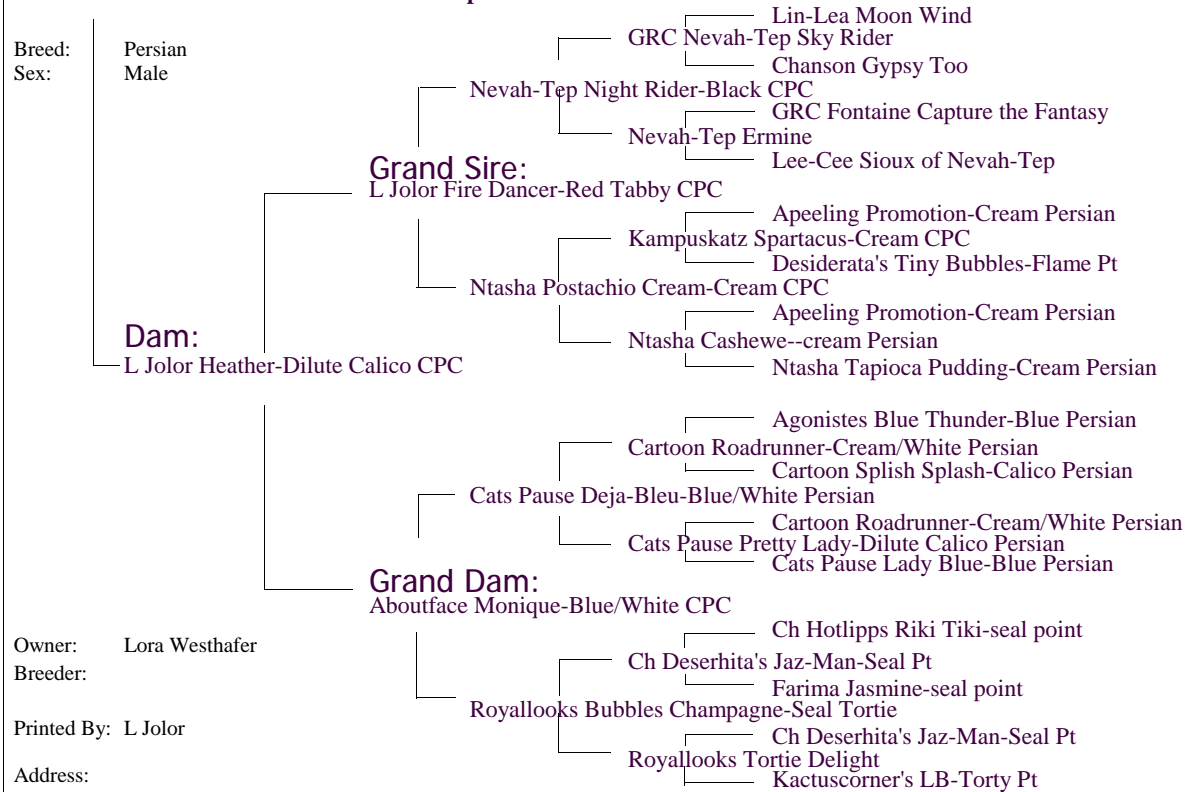 Lin-Lea Moon Wind
GRC Nevah-Tep Sky Rider
Breed: Persian
Sex: Male
Chanson Gypsy Too
Nevah-Tep Night Rider-Black CPC
GRC Fontaine Capture the Fantasy
Nevah-Tep Ermine
Lee-Cee Sioux of Nevah-Tep
Grand Sire:
L Jolor Fire Dancer-Red Tabby CPC
Apeeling Promotion-Cream Persian
Kampuskatz Spartacus-Cream CPC
Desiderata's Tiny Bubbles-Flame Pt
Ntasha Postachio Cream-Cream CPC
Apeeling Promotion-Cream Persian
Ntasha Cashewe--cream Persian
Ntasha Tapioca Pudding-Cream Persian
Dam:
L Jolor Heather-Dilute Calico CPC
Agonistes Blue Thunder-Blue Persian
Cartoon Roadrunner-Cream/White Persian
Cartoon Splish Splash-Calico Persian
Cats Pause Deja-Bleu-Blue/White Persian
Cartoon Roadrunner-Cream/White Persian
Cats Pause Pretty Lady-Dilute Calico Persian
Cats Pause Lady Blue-Blue Persian
Grand Dam:
Aboutface Monique-Blue/White CPC
Ch Hotlipps Riki Tiki-seal point
Owner: Lora Westhafer
Ch Deserhita's Jaz-Man-Seal Pt
Breeder:
Farima Jasmine-seal point
Royallooks Bubbles Champagne-Seal Tortie
Printed By: L Jolor
Ch Deserhita's Jaz-Man-Seal Pt
Royallooks Tortie Delight
Address:
Kactuscorner's LB-Torty Pt